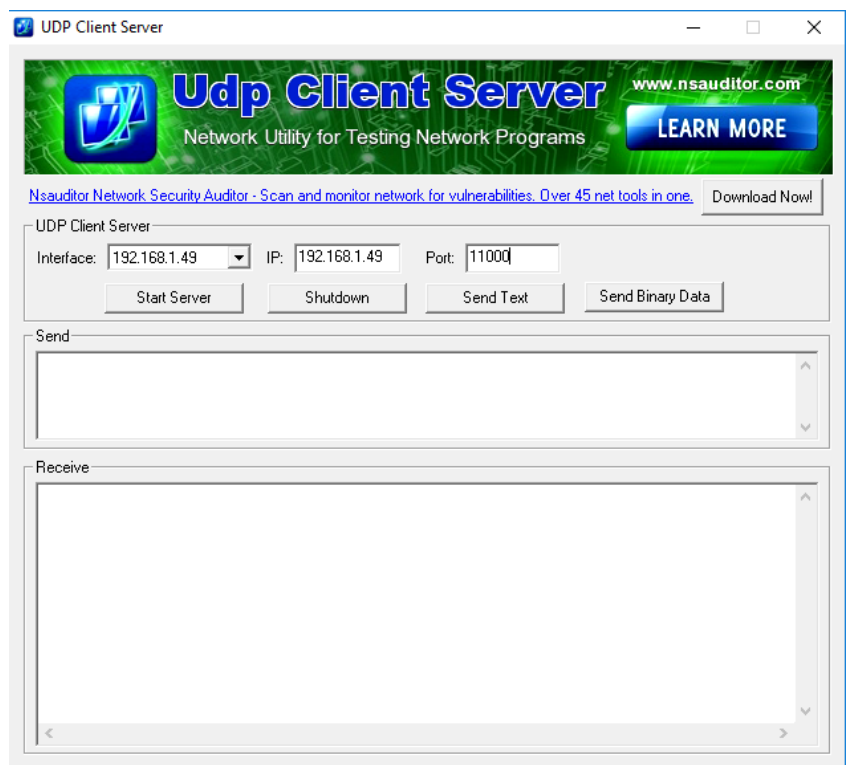 UDP Client Server
Udp Client Server
www.nsauditor.com
Network Utility for Testing Network Programs
LEARN MORE
Nsauditor Network Security Auditor - Scan and monitor network for vulnerabilities. Over 45 net tools in one.
Download Now!
UDP Client Server
Interface: 192.168.1.49 IP: 192.168.1.49 Port: 11000
Start Server Shutdown Send Text Send Binary Data
Send
Receive